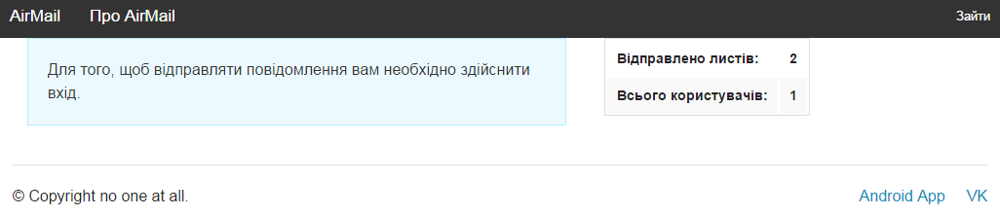 AirMail Про AirMail Зайти
Для того, щоб відправляти повідомлення вам необхідно здійснити
вхід.
Відправлено листів: 2
Всього користувачів: 1
© Copyright no one at all. Android App VK